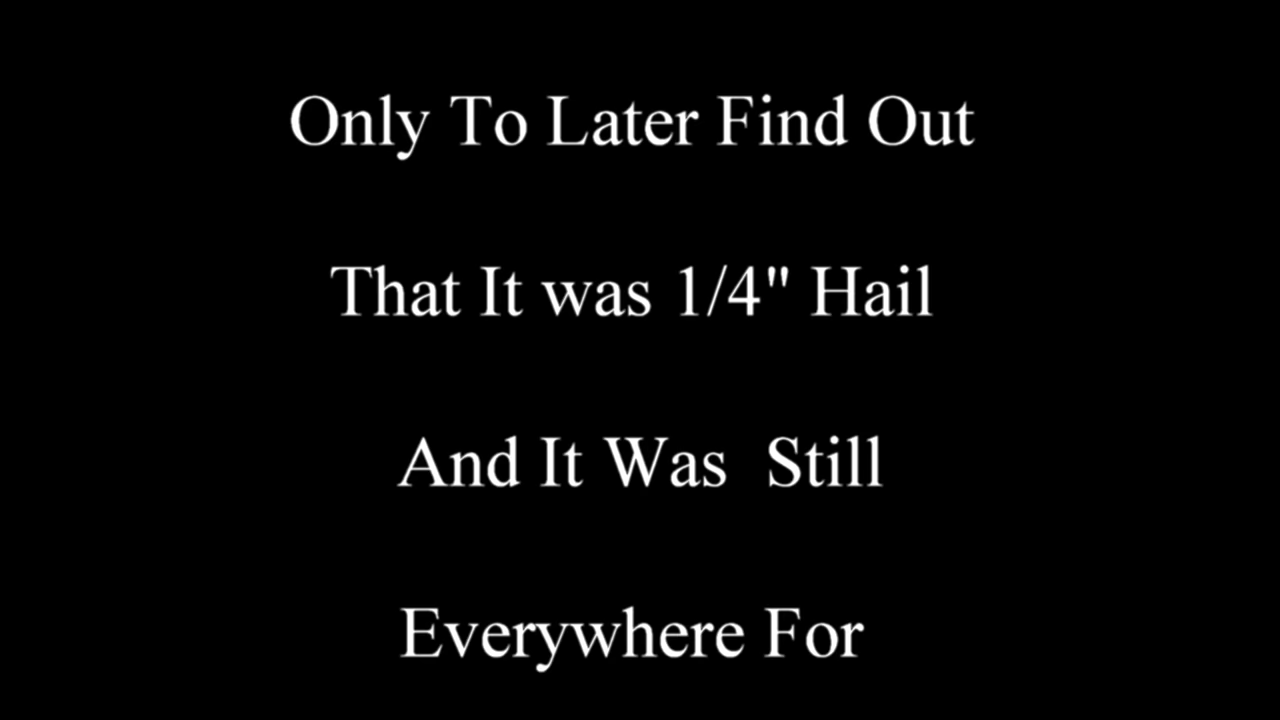 Only To Later Find Out
That It was 1/4" Hail
And It Was  Still
Everywhere For